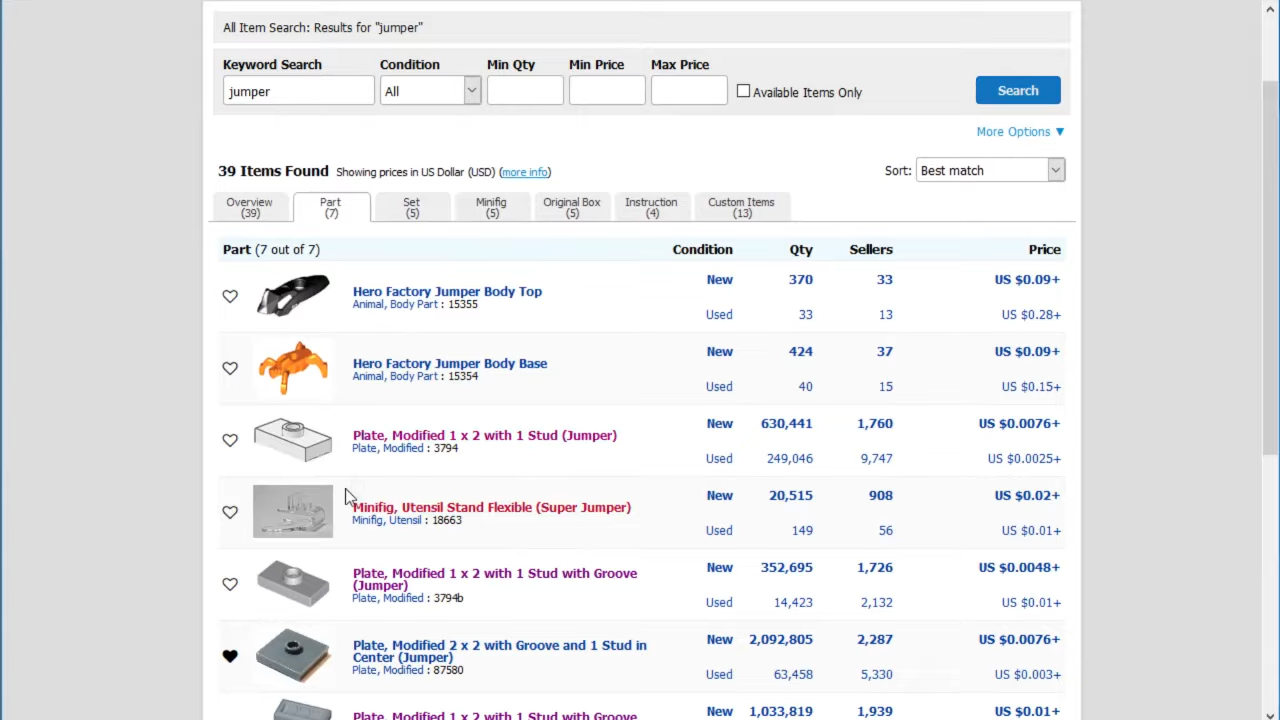 All Item Search: Results for "jumper"
Keyword Search Condition Min Qty Min Price Max Price
jumper All Available Items Only Search
More Options ▼
39 Items Found Showing prices in US Dollar (USD) (more info) Sort: Best match
Overview (39) Part (7) Set (5) Minifig (5) Original Box (5) Instruction (4) Custom Items (13)
Part (7 out of 7) Condition Qty Sellers Price
New 370 33 US $0.09+
Hero Factory Jumper Body Top
Animal, Body Part : 15355
Used 33 13 US $0.28+
New 424 37 US $0.09+
Hero Factory Jumper Body Base
Animal, Body Part : 15354
Used 40 15 US $0.15+
New 630,441 1,760 US $0.0076+
Plate, Modified 1 x 2 with 1 Stud (Jumper)
Plate, Modified : 3794
Used 249,046 9,747 US $0.0025+
New 20,515 908 US $0.02+
Minifig, Utensil Stand Flexible (Super Jumper)
Minifig, Utensil : 18663
Used 149 56 US $0.01+
New 352,695 1,726 US $0.0048+
Plate, Modified 1 x 2 with 1 Stud with Groove
(Jumper)
Plate, Modified : 3794b
Used 14,423 2,132 US $0.01+
New 2,092,805 2,287 US $0.0076+
Plate, Modified 2 x 2 with Groove and 1 Stud in
Center (Jumper)
Plate, Modified : 87580
Used 63,458 5,330 US $0.003+
New 1,033,819 1,939 US $0.01+
Plate, Modified 1 x 2 with 1 Stud with Groove